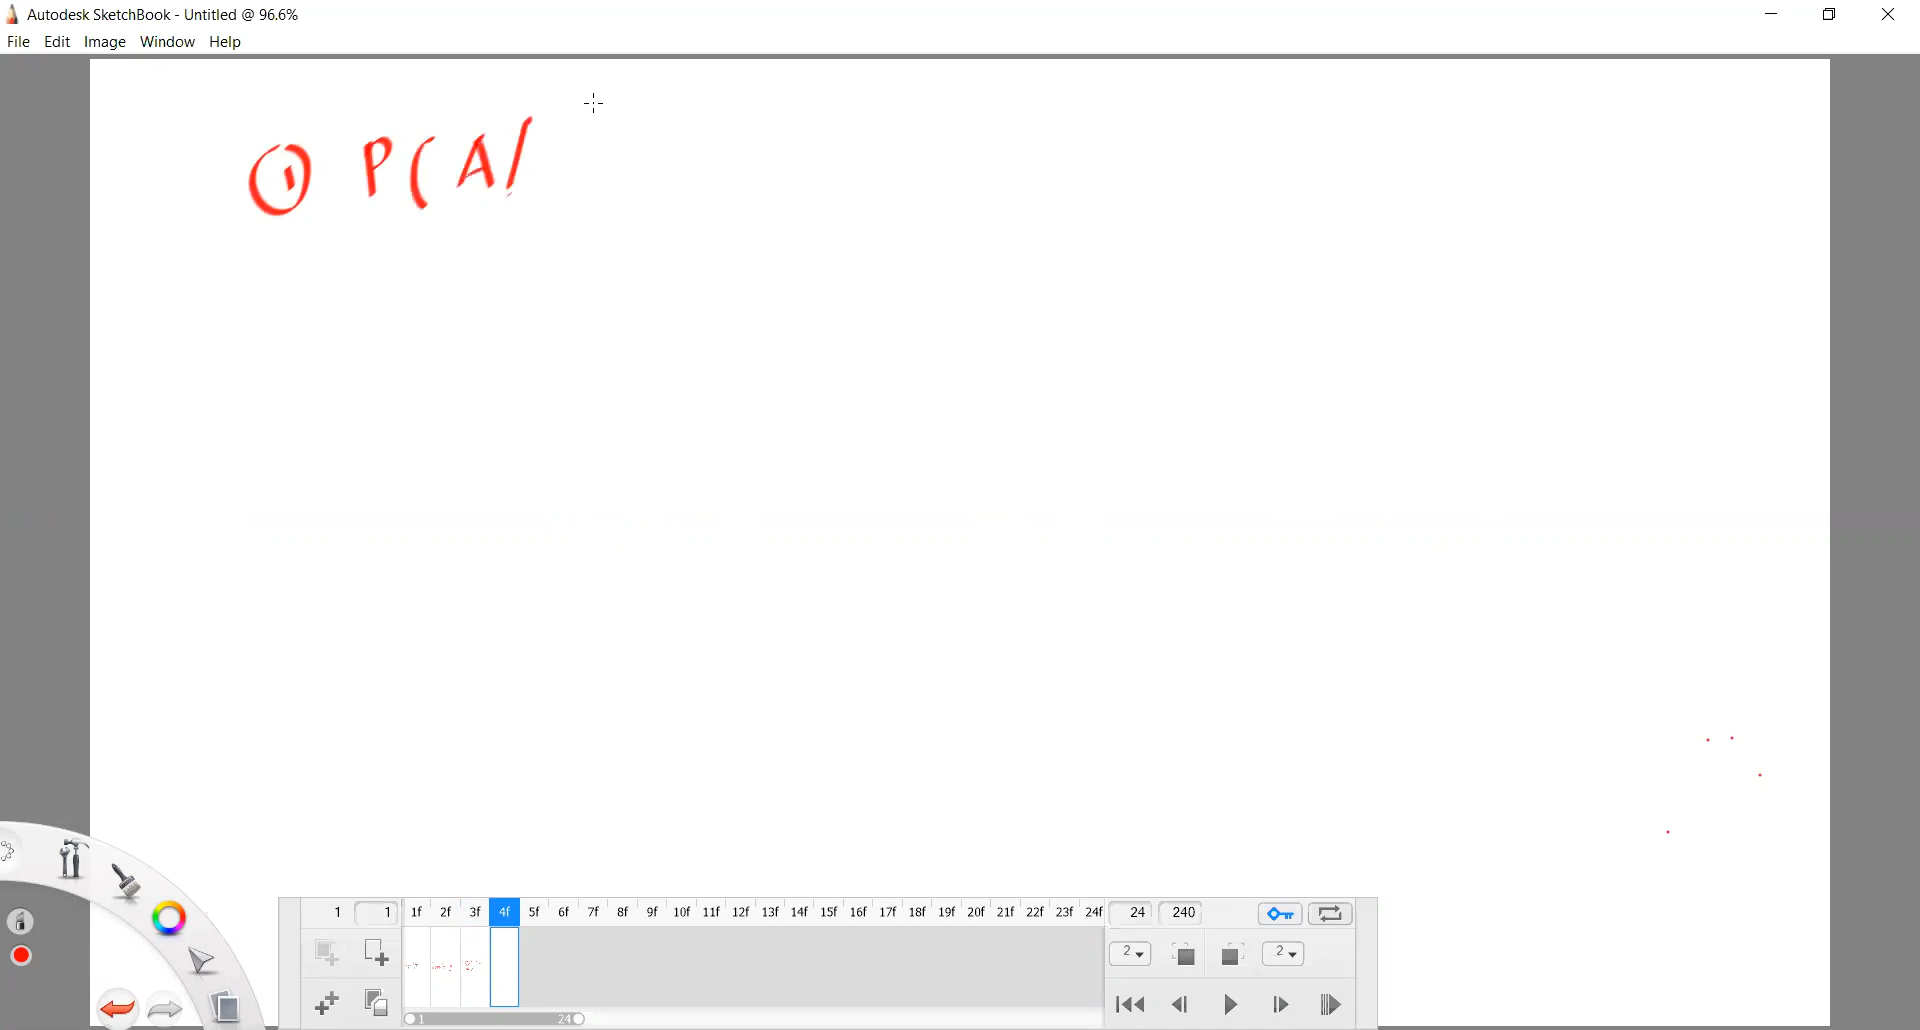 Autodesk SketchBook - Untitled @ 96.6%
File Edit Image Window Help
① P(A/
1 1 1f 2f 3f 4f 5f 6f 7f 8f 9f 10f 11f 12f 13f 14f 15f 16f 17f 18f 19f 20f 21f 22f 23f 24f 24 240
2 2
1 24